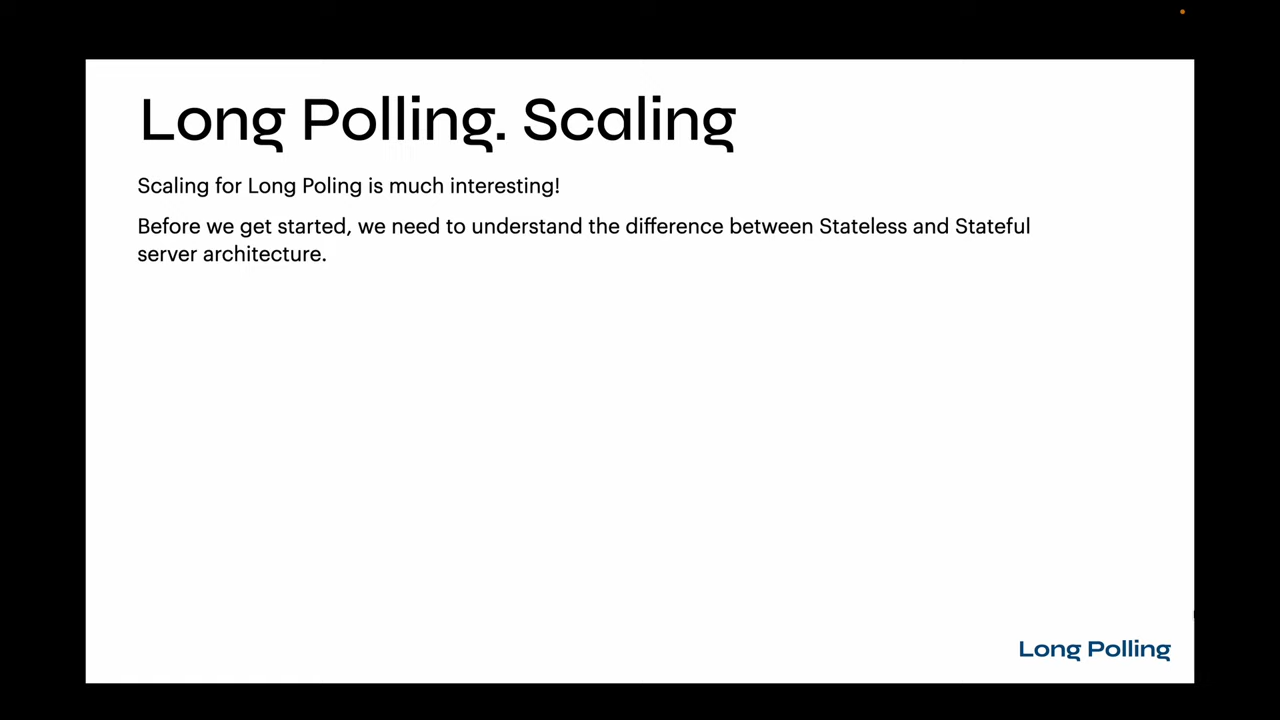 Long Polling. Scaling
Scaling for Long Poling is much interesting!
Before we get started, we need to understand the difference between Stateless and Stateful
server architecture.
Long Polling